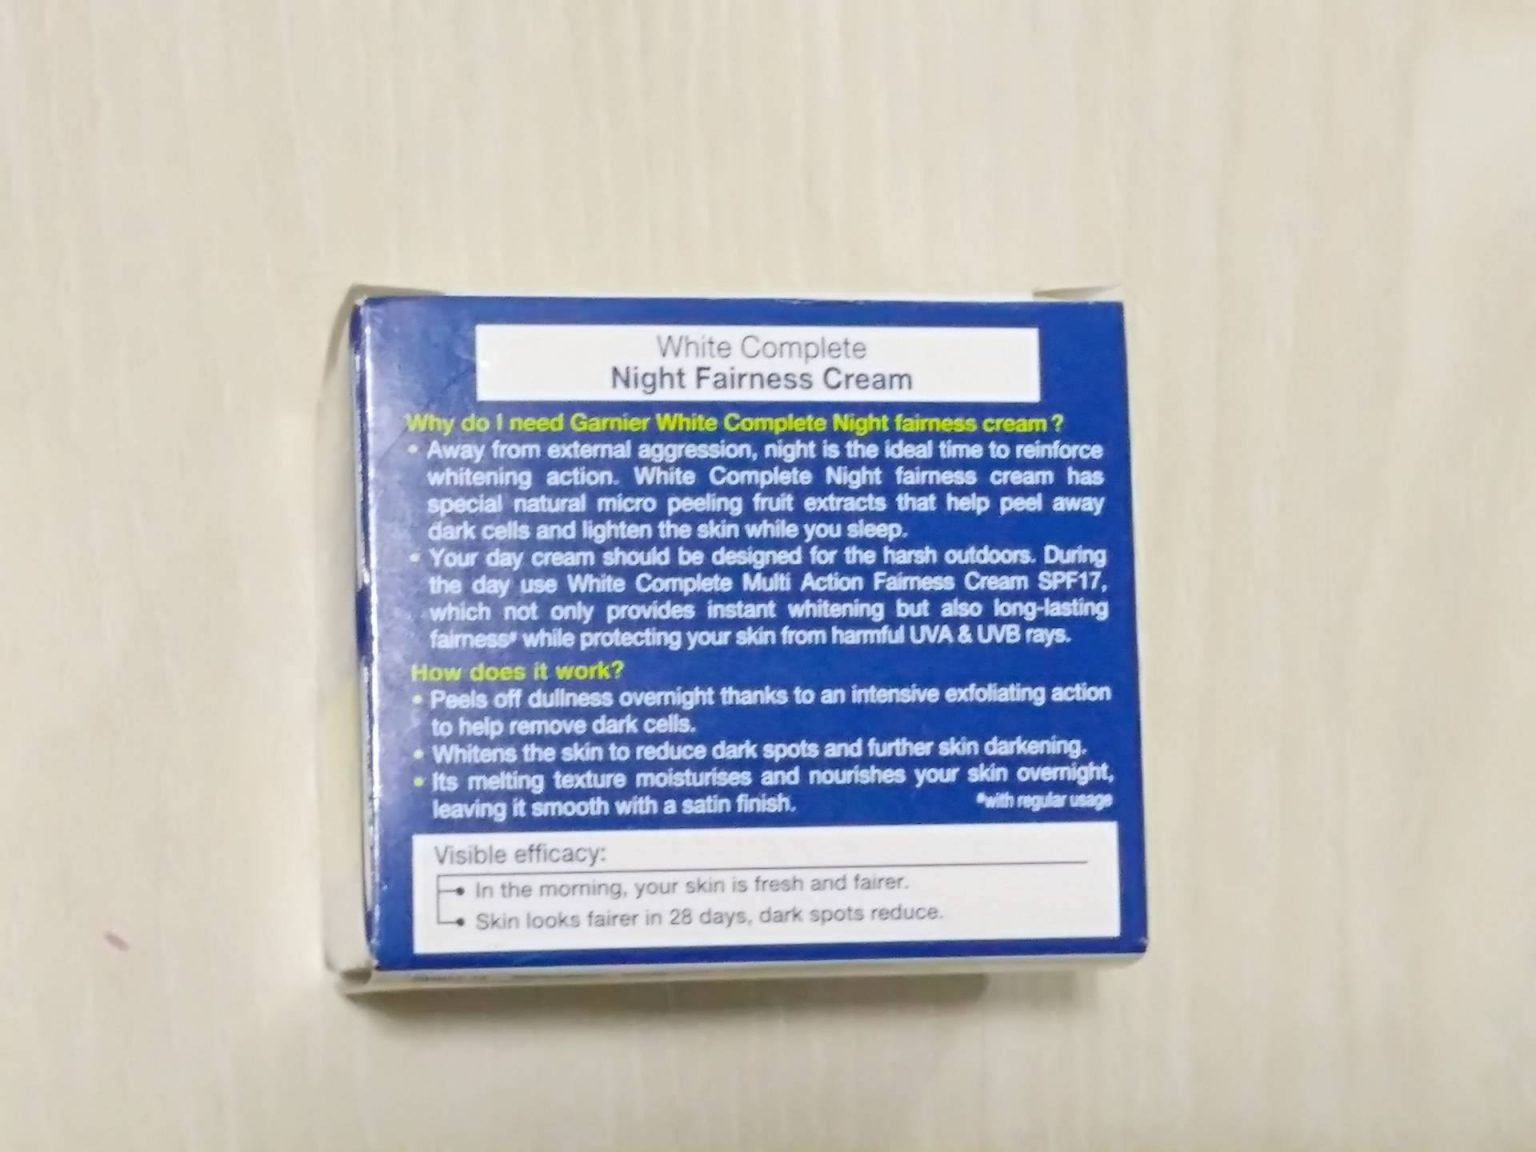 White Complete
Night Fairness Cream
Why do I need Garnier White Complete Night fairness cream?
• Away from external aggression, night is the ideal time to reinforce
whitening action. White Complete Night fairness cream has
special natural micro peeling fruit extracts that help peel away
dark cells and lighten the skin while you sleep.
• Your day cream should be designed for the harsh outdoors. During
the day use White Complete Multi Action Fairness Cream SPF17,
which not only provides instant whitening but also long-lasting
fairness# while protecting your skin from harmful UVA & UVB rays.
How does it work?
• Peels off dullness overnight thanks to an intensive exfoliating action
to help remove dark cells.
• Whitens the skin to reduce dark spots and further skin darkening.
• Its melting texture moisturises and nourishes your skin overnight,
leaving it smooth with a satin finish.
#with regular usage
Visible efficacy:
• In the morning, your skin is fresh and fairer.
• Skin looks fairer in 28 days, dark spots reduce.